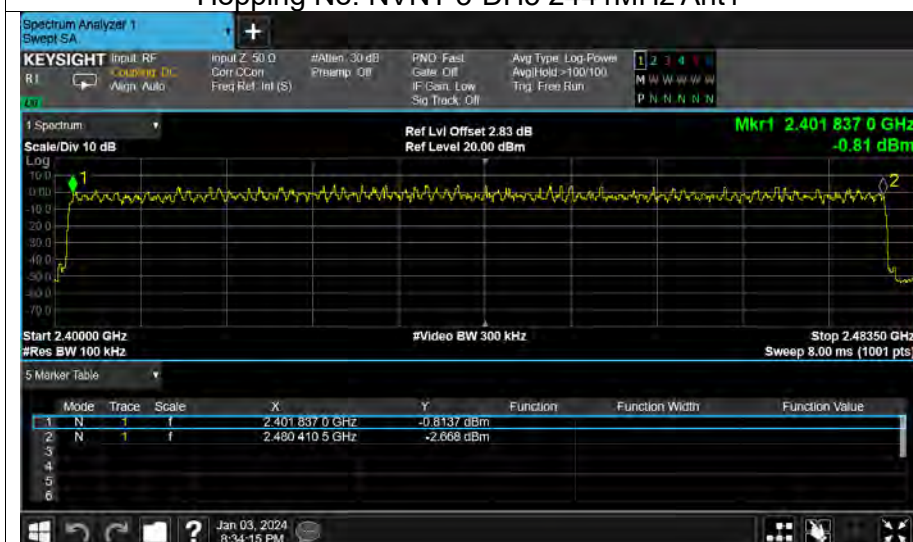 Hopping No. NVNT 3-DH5 2441MHz Ant1
Spectrum Analyzer 1
Swept SA
+
KEYSIGHT Input: RF Input Z: 50 Ω #Atten: 30 dB PNO: Fast Avg Type: Log-Power 1 2 3 4
R1 Coupling: DC Corr CCorr Preamp: Off Gate: Off Avg|Hold: >100/100 M W W W W W
Align: Auto Freq Ref: Int (S) IF Gain: Low Trig: Free Run
Sig Track: Off P N N N N N
1 Spectrum Ref Lvl Offset 2.83 dB Mkr1 2.401 837 0 GHz
Scale/Div 10 dB Ref Level 20.00 dBm -0.81 dBm
Log
10.0
1
2
0.00
-10.0
-20.0
-30.0
-40.0
-50.0
-60.0
-70.0
Start 2.40000 GHz #Video BW 300 kHz Stop 2.48350 GHz
#Res BW 100 kHz Sweep 8.00 ms (1001 pts)
5 Marker Table
Mode Trace Scale X Y Function Function Width Function Value
1 N 1 f 2.401 837 0 GHz -0.8137 dBm
2 N 1 f 2.480 410 5 GHz -2.668 dBm
3
4
5
6
? Jan 03, 2024
8:34:15 PM